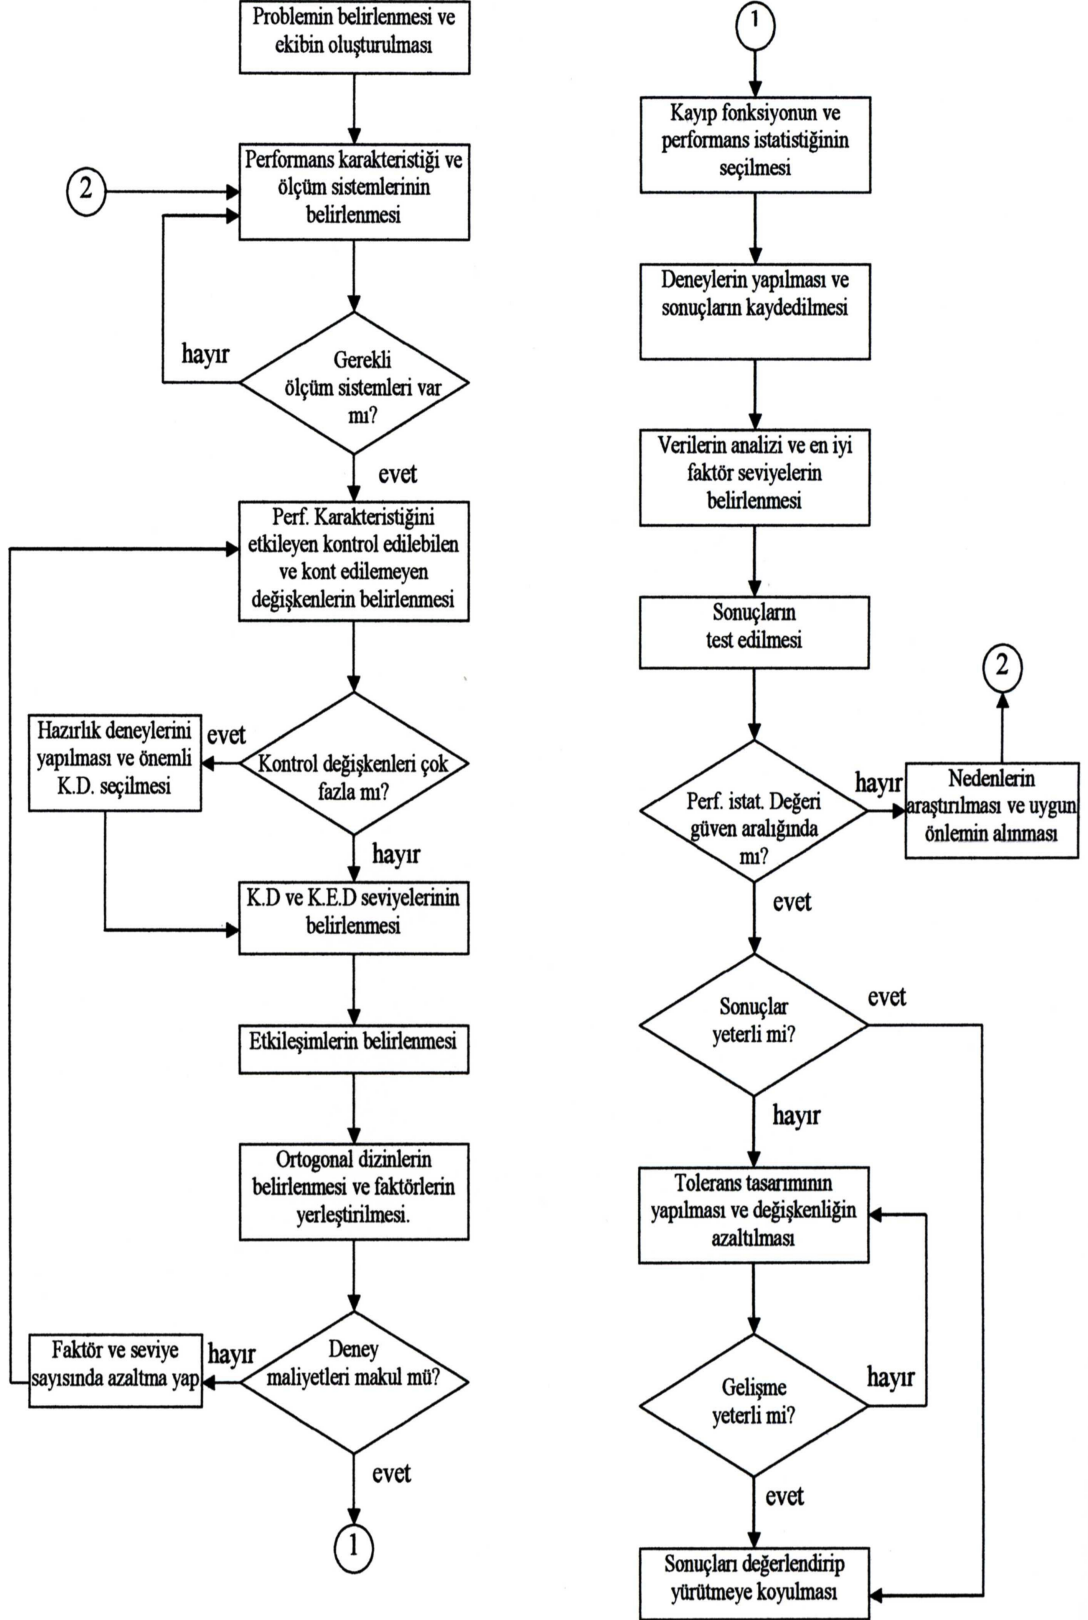 Problemin belirlenmesi ve
ekibin oluşturulması
Performans karakteristiği ve
ölçüm sistemlerinin
belirlenmesi
2
hayır
Gerekli
ölçüm sistemleri var
mı?
evet
Perf. Karakteristiğini
etkileyen kontrol edilebilen
ve kont edilemeyen
değişkenlerin belirlenmesi
Hazırlık deneylerini
yapılması ve önemli
K.D. seçilmesi
evet
Kontrol değişkenleri çok
fazla mı?
hayır
K.D ve K.E.D seviyelerinin
belirlenmesi
Etkileşimlerin belirlenmesi
Ortogonal dizinlerin
belirlenmesi ve faktörlerin
yerleştirilmesi.
Faktör ve seviye
sayısında azaltma yap
hayır
Deney
maliyetleri makul mü?
evet
1
1
Kayıp fonksiyonun ve
performans istatistiğinin
seçilmesi
Deneylerin yapılması ve
sonuçların kaydedilmesi
Verilerin analizi ve en iyi
faktör seviyelerin
belirlenmesi
Sonuçların
test edilmesi
2
Perf. istat. Değeri
güven aralığında
mı?
hayır
Nedenlerin
araştırılması ve uygun
önlemin alınması
evet
Sonuçlar
yeterli mi?
evet
hayır
Tolerans tasarımının
yapılması ve değişkenliğin
azaltılması
Gelişme
yeterli mi?
hayır
evet
Sonuçları değerlendirip
yürütmeye koyulması